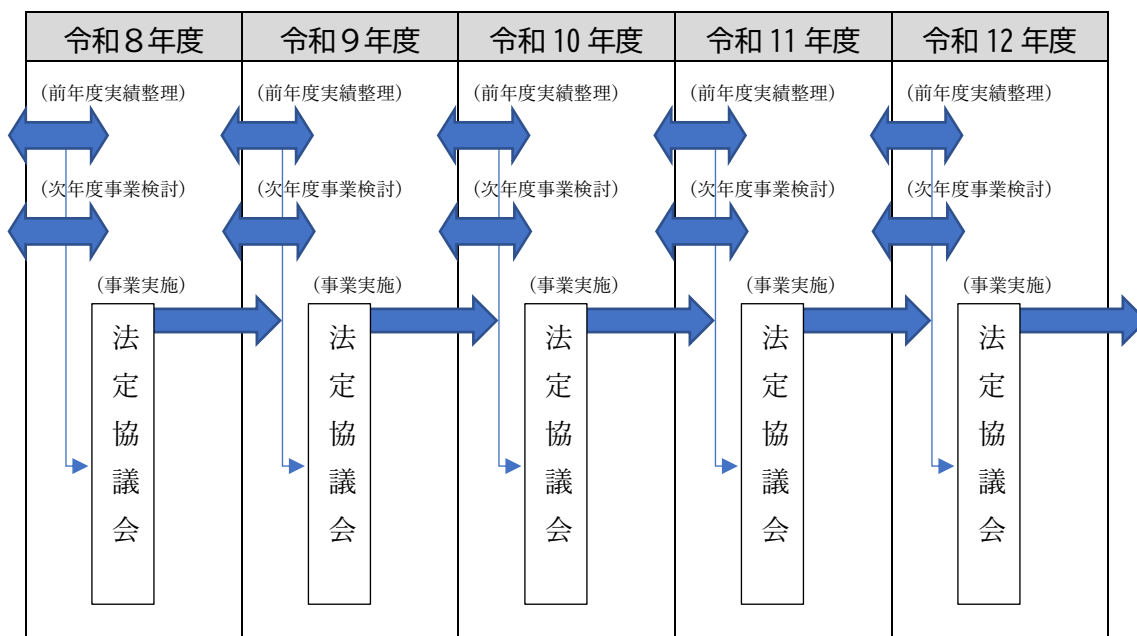 令和８年度 令和９年度 令和 10 年度 令和 11 年度 令和 12 年度
(前年度実績整理) (前年度実績整理) (前年度実績整理) (前年度実績整理) (前年度実績整理)
(次年度事業検討) (次年度事業検討) (次年度事業検討) (次年度事業検討) (次年度事業検討)
(事業実施) (事業実施) (事業実施) (事業実施) (事業実施)
法定協議会
法定協議会
法定協議会
法定協議会
法定協議会